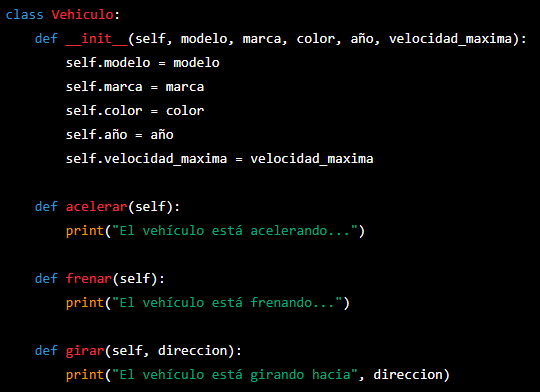 class Vehiculo:
    def __init__(self, modelo, marca, color, año, velocidad_maxima):
        self.modelo = modelo
        self.marca = marca
        self.color = color
        self.año = año
        self.velocidad_maxima = velocidad_maxima

    def acelerar(self):
        print("El vehículo está acelerando...")

    def frenar(self):
        print("El vehículo está frenando...")

    def girar(self, direccion):
        print("El vehículo está girando hacia", direccion)